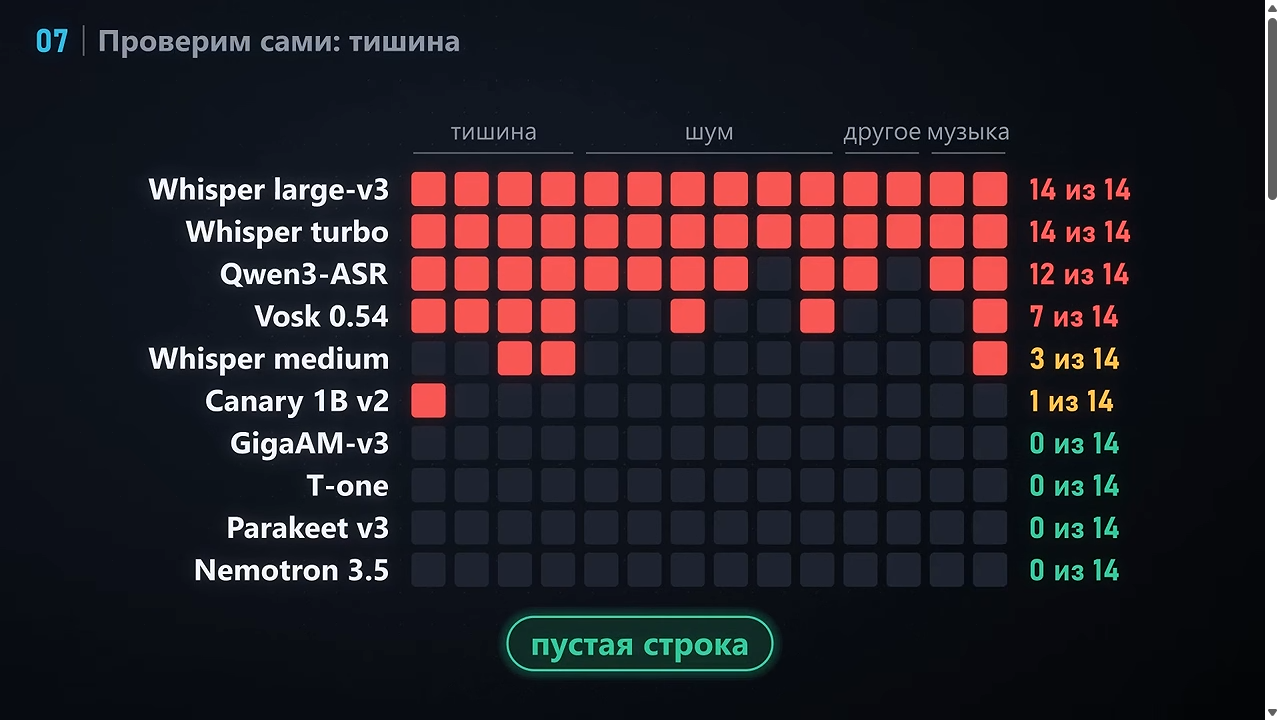 07 | Проверим сами: тишина
тишина шум другое музыка
Whisper large-v3 14 из 14
Whisper turbo 14 из 14
Qwen3-ASR 12 из 14
Vosk 0.54 7 из 14
Whisper medium 3 из 14
Canary 1B v2 1 из 14
GigaAM-v3 0 из 14
T-one 0 из 14
Parakeet v3 0 из 14
Nemotron 3.5 0 из 14
пустая строка